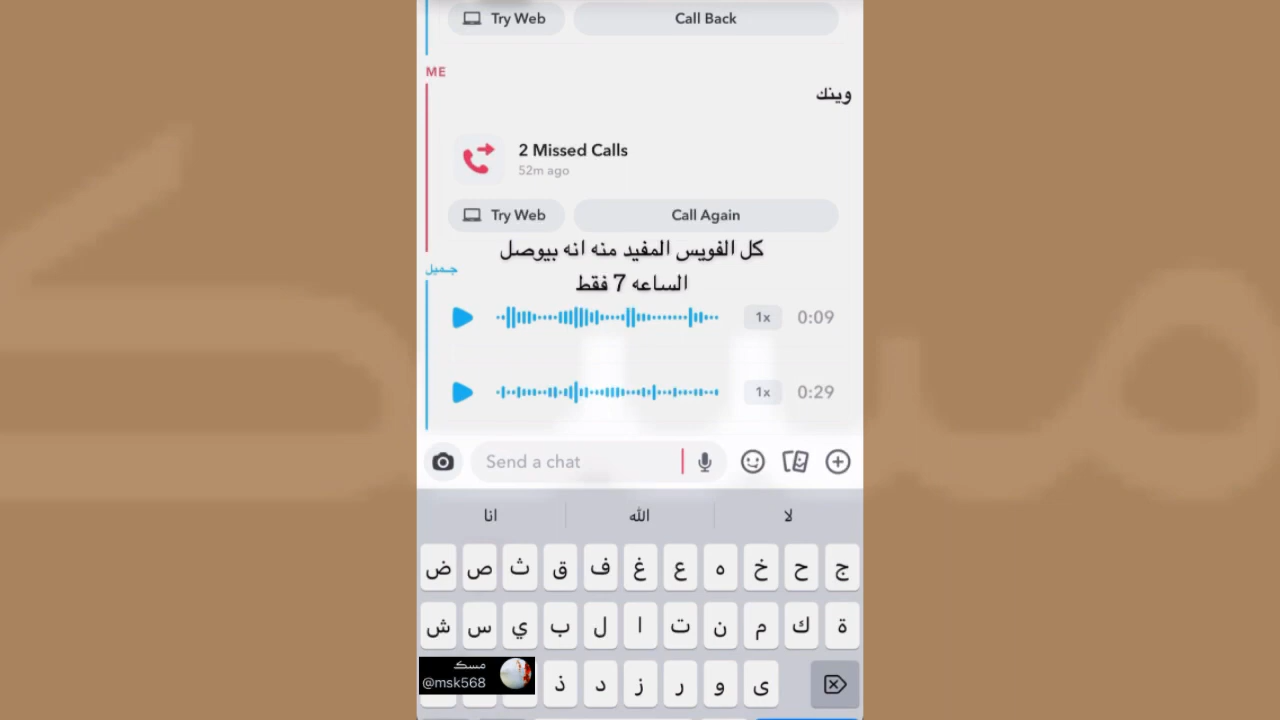 Try Web
Call Back
ME
وينك
2 Missed Calls
52m ago
Try Web
Call Again
كل الفويس المفيد منه انه بيوصل
الساعه 7 فقط
جميل
1x 0:09
1x 0:29
Send a chat
انا
الله
لا
ض ص ث ق ف غ ع ه خ ح ج
ش س ي ب ل ا ت ن م ك ة
ذ د ز ر و ى
مسك
@msk568
مسك